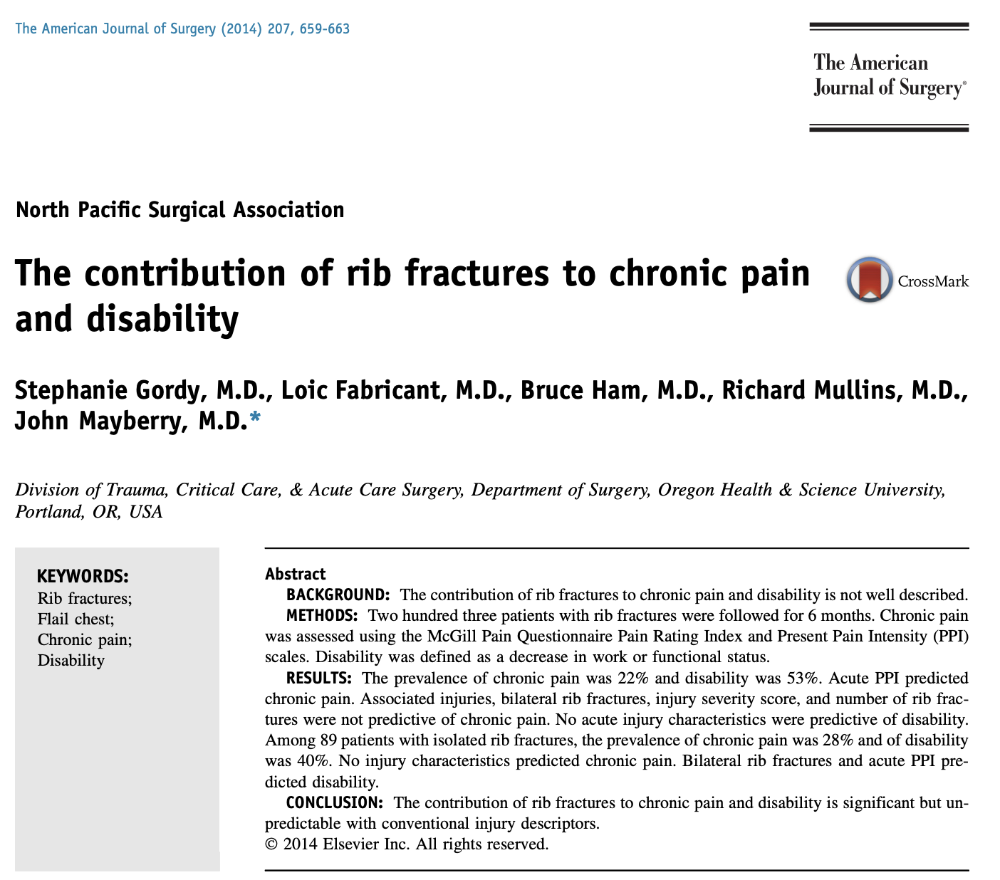 The American Journal of Surgery (2014) 207, 659-663
The American
Journal of Surgery®
North Pacific Surgical Association
The contribution of rib fractures to chronic pain
and disability
CrossMark
Stephanie Gordy, M.D., Loic Fabricant, M.D., Bruce Ham, M.D., Richard Mullins, M.D.,
John Mayberry, M.D.*
Division of Trauma, Critical Care, & Acute Care Surgery, Department of Surgery, Oregon Health & Science University,
Portland, OR, USA
KEYWORDS:
Rib fractures;
Flail chest;
Chronic pain;
Disability
Abstract
BACKGROUND: The contribution of rib fractures to chronic pain and disability is not well described.
METHODS: Two hundred three patients with rib fractures were followed for 6 months. Chronic pain
was assessed using the McGill Pain Questionnaire Pain Rating Index and Present Pain Intensity (PPI)
scales. Disability was defined as a decrease in work or functional status.
RESULTS: The prevalence of chronic pain was 22% and disability was 53%. Acute PPI predicted
chronic pain. Associated injuries, bilateral rib fractures, injury severity score, and number of rib frac-
tures were not predictive of chronic pain. No acute injury characteristics were predictive of disability.
Among 89 patients with isolated rib fractures, the prevalence of chronic pain was 28% and of disability
was 40%. No injury characteristics predicted chronic pain. Bilateral rib fractures and acute PPI pre-
dicted disability.
CONCLUSION: The contribution of rib fractures to chronic pain and disability is significant but un-
predictable with conventional injury descriptors.
© 2014 Elsevier Inc. All rights reserved.